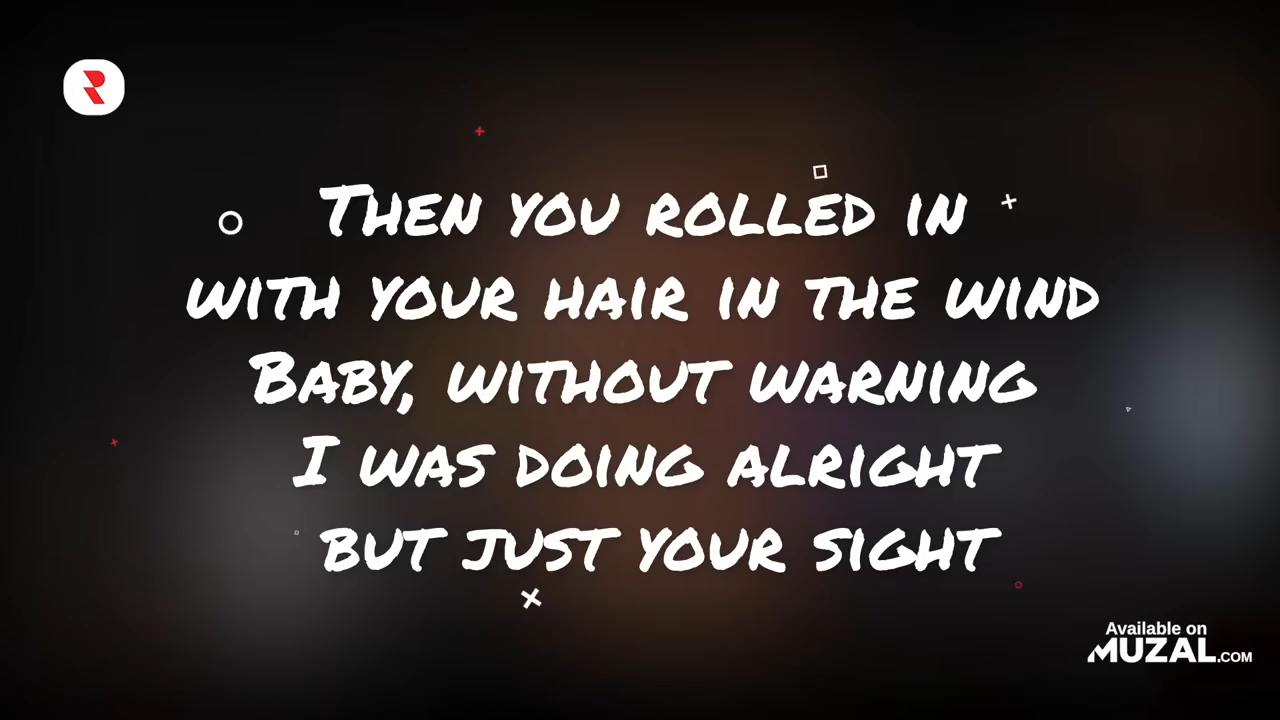 Then you rolled in
with your hair in the wind
Baby, without warning
I was doing alright
but just your sight
Available on
MUZAL.COM